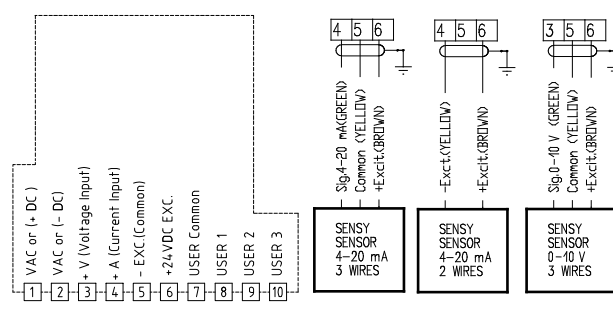 VAC or (+ DC )
VAC or (- DC)
+ V (Voltage Input)
+ A (Current Input)
- EXC.(Common)
+24VDC EXC.
USER Common
USER 1
USER 2
USER 3
1 2 3 4 5 6 7 8 9 10
4 5 6
Sig.4-20 mA(GREEN)
Common (YELLOW)
+Excit.(BROWN)
SENSY
SENSOR
4-20 mA
3 WIRES
4 5 6
-Exct.(YELLOW)
+Excit.(BROWN)
SENSY
SENSOR
4-20 mA
2 WIRES
3 5 6
Sig.0-10 V (GREEN)
Common (YELLOW)
+Excit.(BROWN)
SENSY
SENSOR
0-10 V
3 WIRES